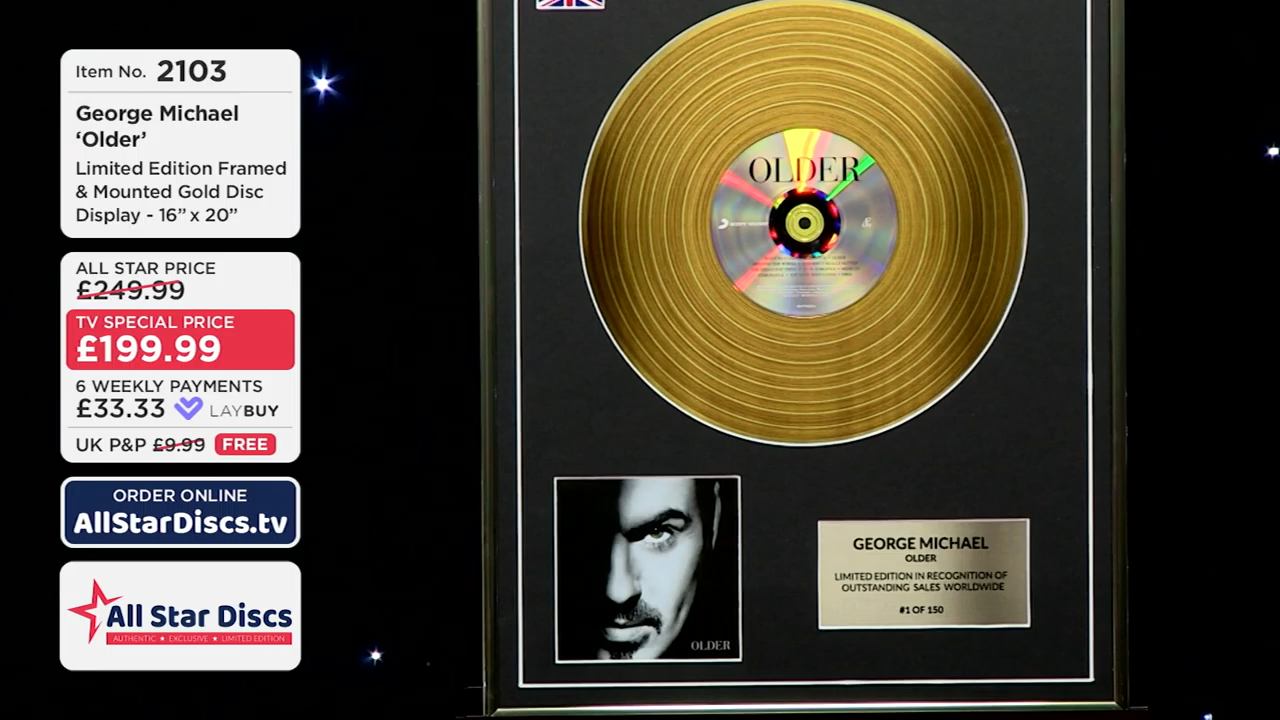 Item No. 2103
George Michael
‘Older’
Limited Edition Framed
& Mounted Gold Disc
Display - 16” x 20”
ALL STAR PRICE
£249.99
TV SPECIAL PRICE
£199.99
6 WEEKLY PAYMENTS
£33.33 LAYBUY
UK P&P £9.99 FREE
ORDER ONLINE
AllStarDiscs.tv
All Star Discs
AUTHENTIC ★ EXCLUSIVE ★ LIMITED EDITION
OLDER
OLDER
GEORGE MICHAEL
OLDER
LIMITED EDITION IN RECOGNITION OF
OUTSTANDING SALES WORLDWIDE
#1 OF 150